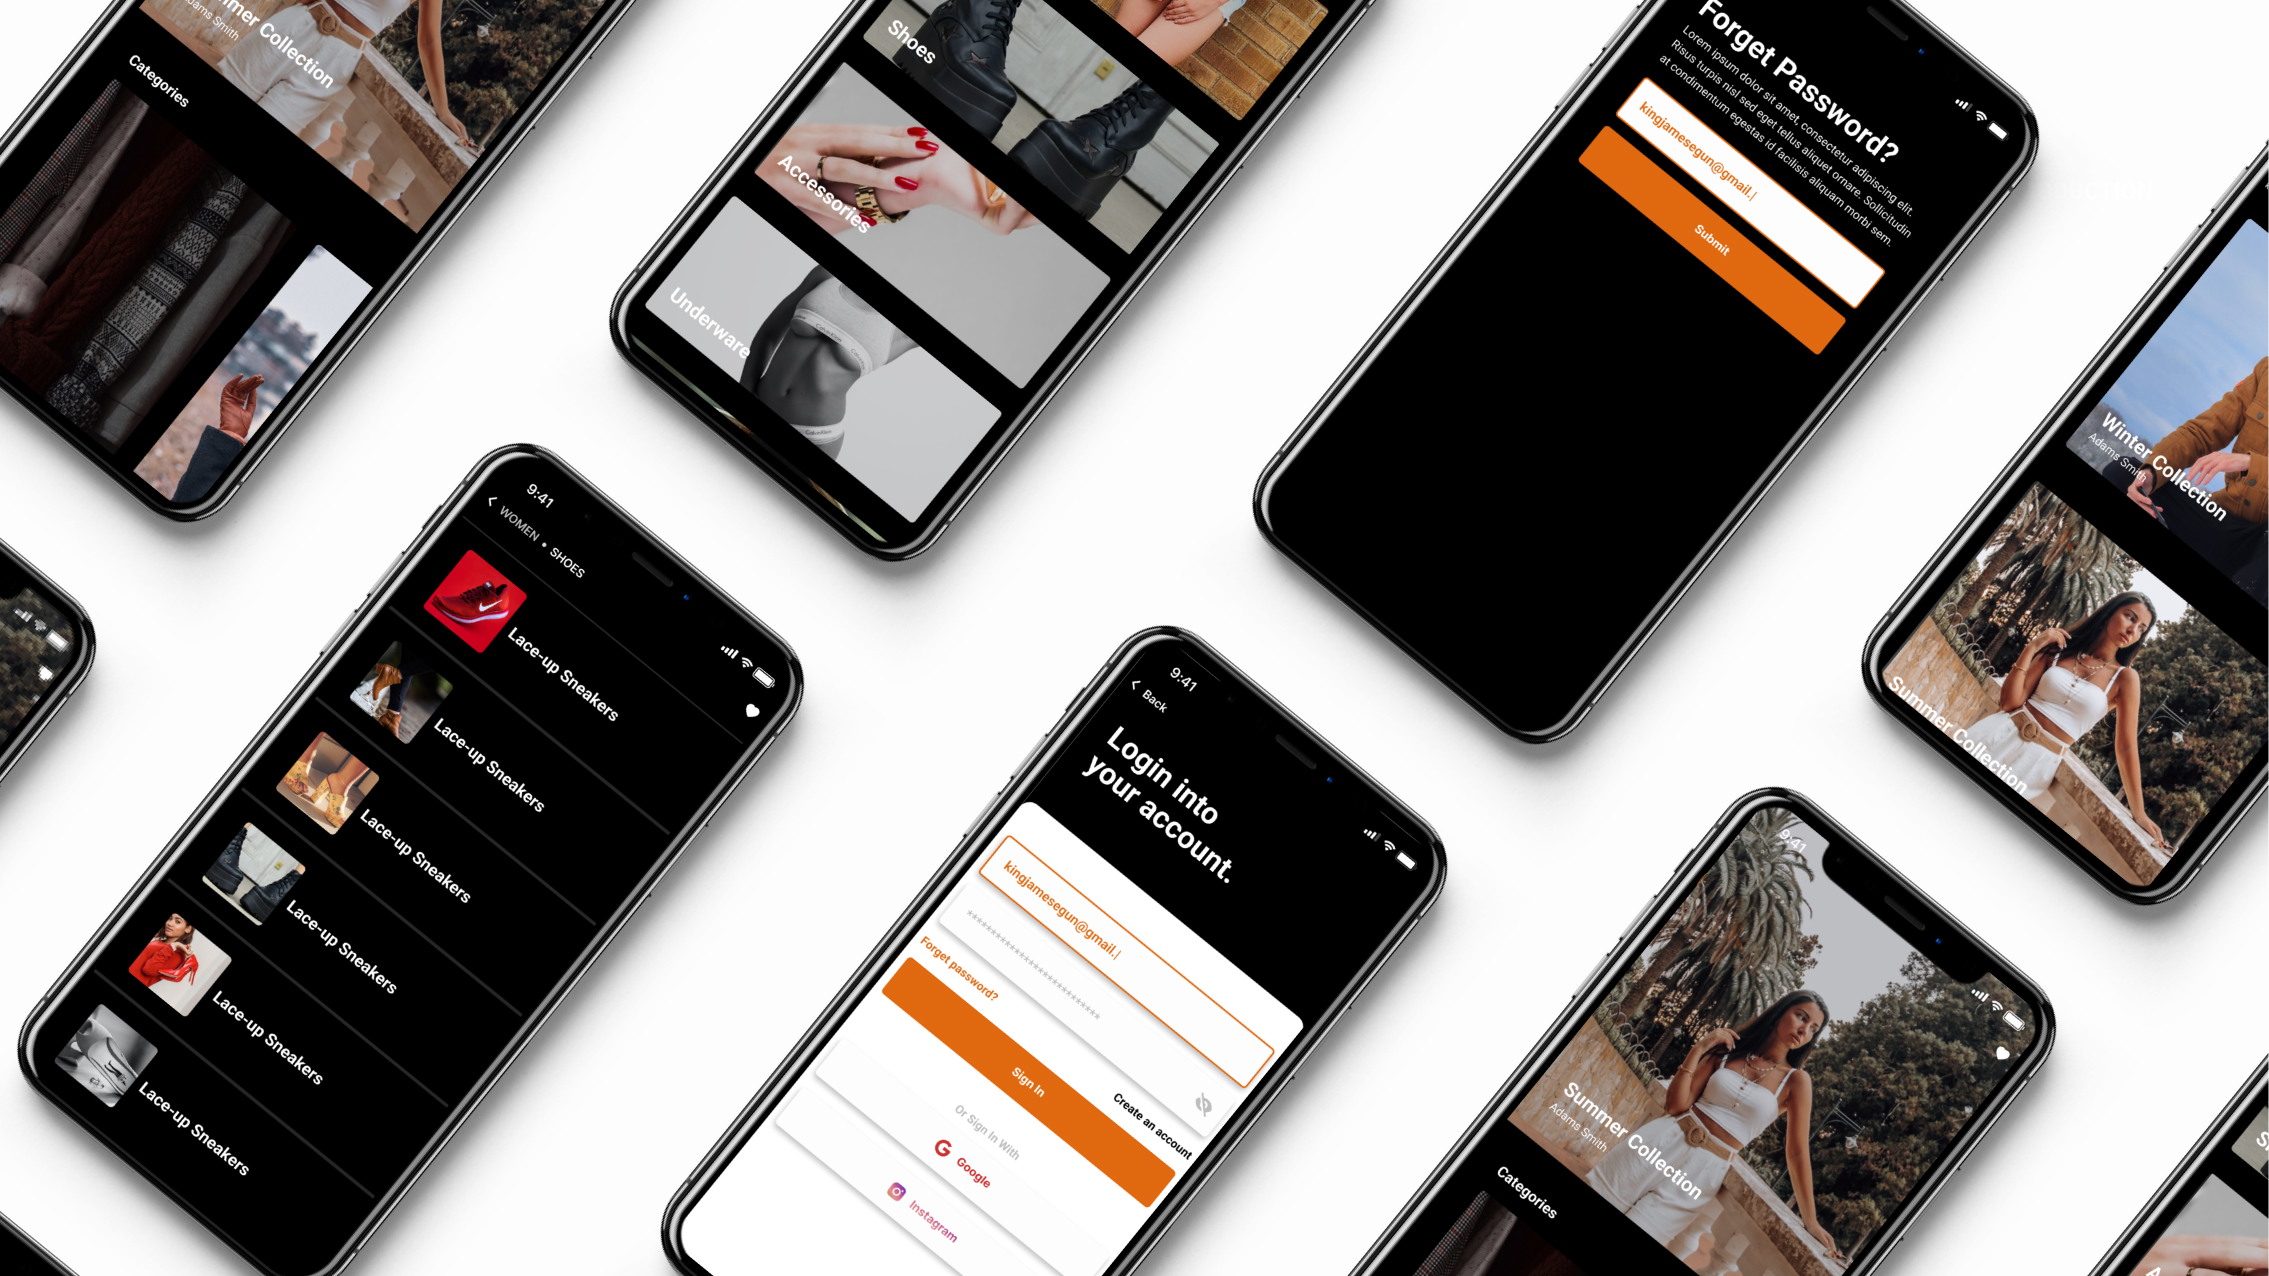 Summer Collection
Adams Smith
Categories
Shoes
Accessories
Underware
Forget Password?
Lorem ipsum dolor sit amet, consectetur adipiscing elit.
Risus turpis nisl sed eget tellus aliquet ornare. Sollicitudin
at condimentum egestas id facilisis aliquam morbi sem.
kingjamesegun@gmail.|
Submit
Winter Collection
Adams Smith
Summer Collection
9:41
WOMEN • SHOES
Lace-up Sneakers
Lace-up Sneakers
Lace-up Sneakers
Lace-up Sneakers
Lace-up Sneakers
Lace-up Sneakers
9:41
Back
Login into
your account.
kingjamesegun@gmail.|
Forget password?
Create an account
Sign In
Or Sign In With
Google
Instagram
9:41
Summer Collection
Adams Smith
Categories